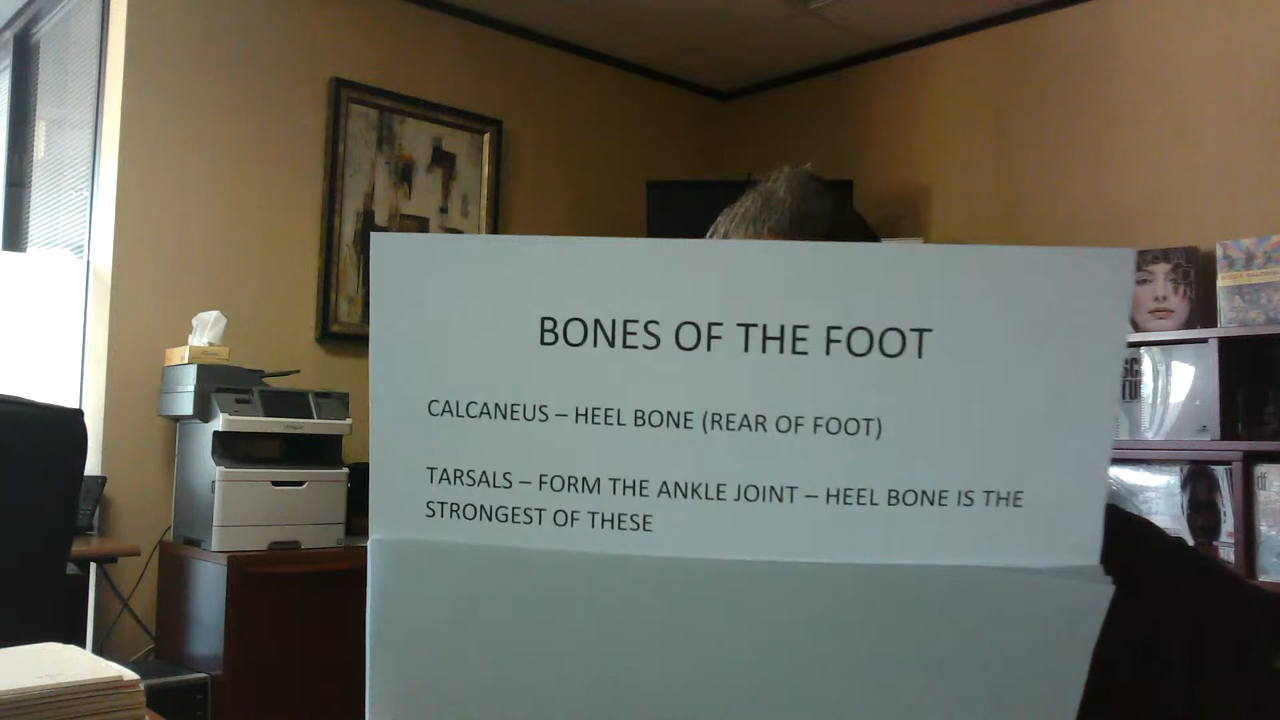 BONES OF THE FOOT
CALCANEUS – HEEL BONE (REAR OF FOOT)
TARSALS – FORM THE ANKLE JOINT – HEEL BONE IS THE
STRONGEST OF THESE